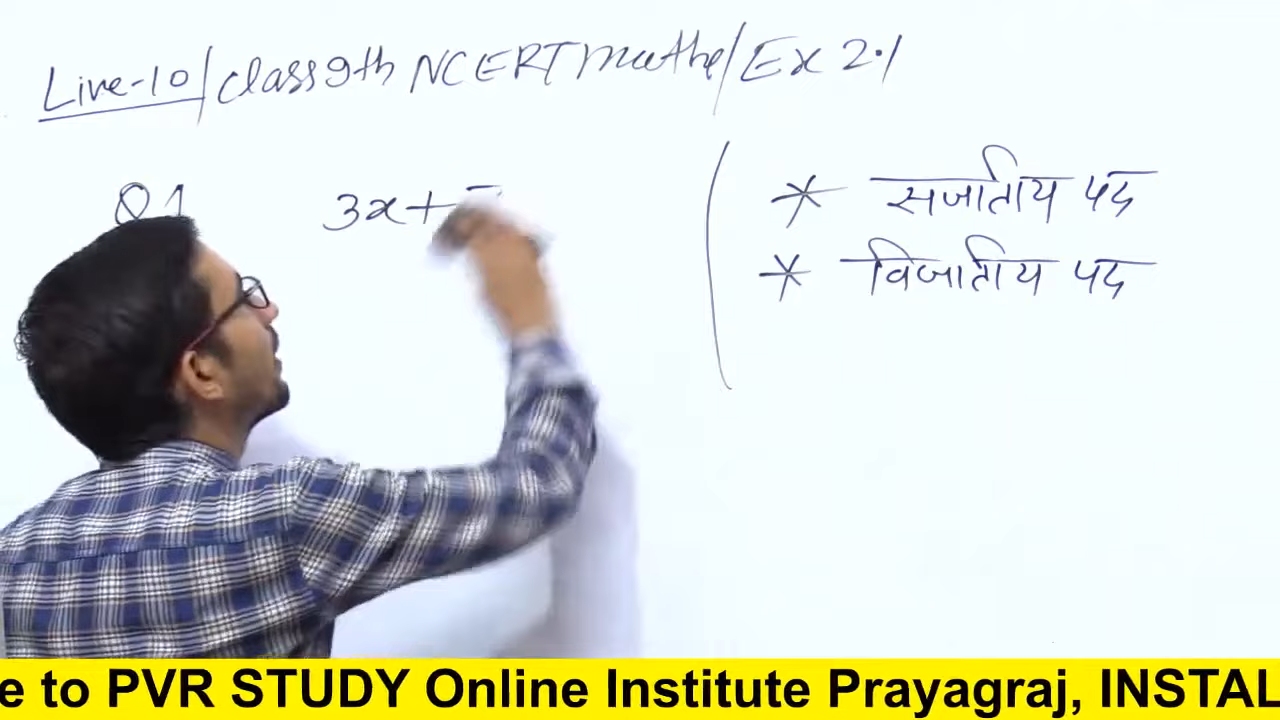 Live-10/class 9th NCERT maths/Ex 2.1
Q1 3x+
* सजातीय पद
* विजातीय पद
e to PVR STUDY Online Institute Prayagraj, INSTAL